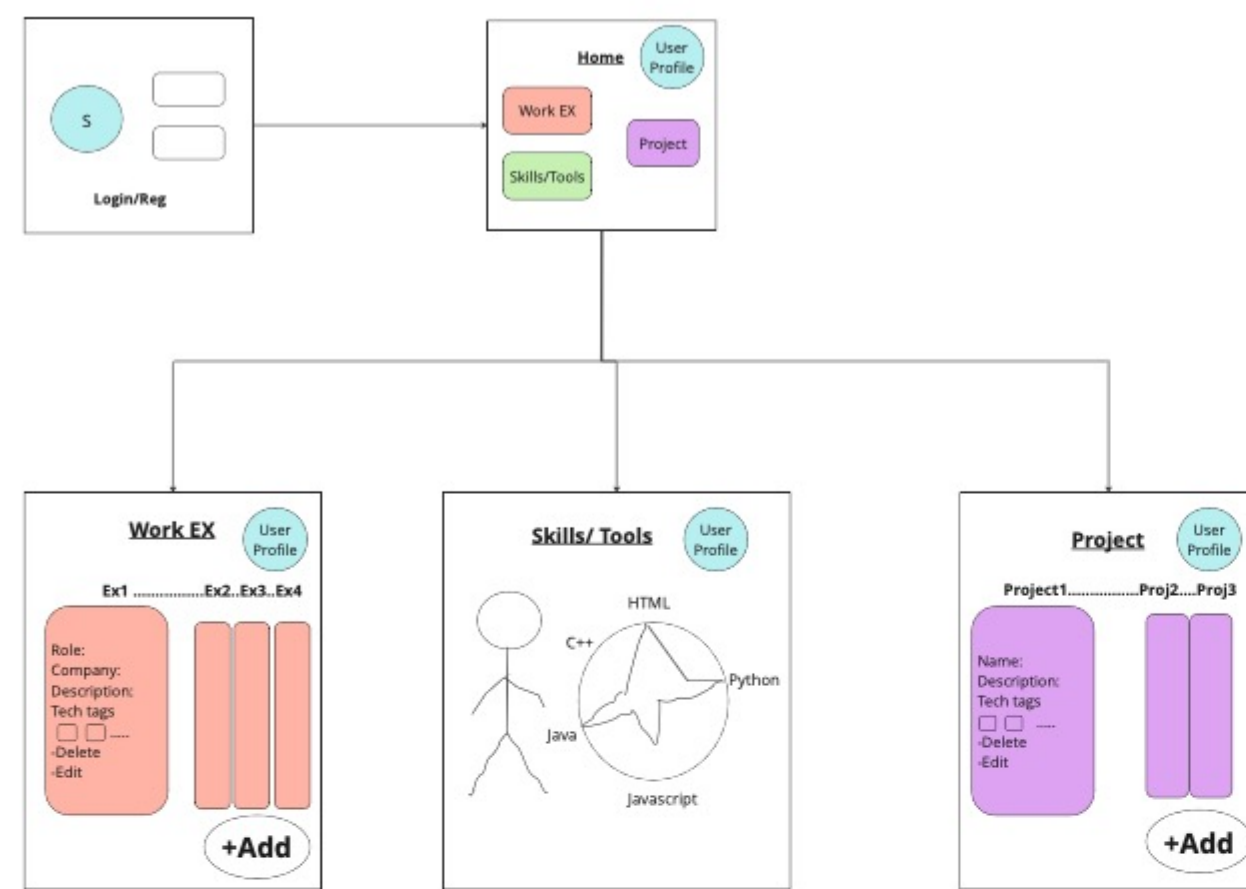 S
Login/Reg
Home
User
Profile
Work EX
Project
Skills/Tools
Work EX
User
Profile
Ex1 .................Ex2..Ex3..Ex4
Role:
Company:
Description:
Tech tags
.....
-Delete
-Edit
+Add
Skills/ Tools
User
Profile
HTML
C++
Python
Java
Javascript
Project
User
Profile
Project1.................Proj2....Proj3
Name:
Description:
Tech tags
.....
-Delete
-Edit
+Add